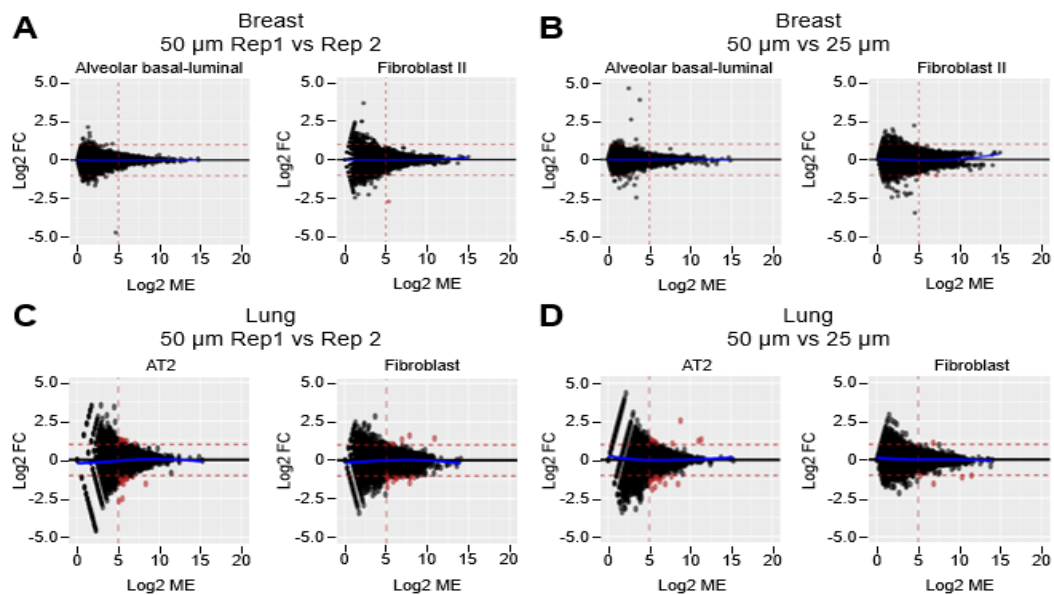 A
Breast
50 µm Rep1 vs Rep 2
Alveolar basal-luminal
Fibroblast II
Log2 FC
5.0
2.5
0
-2.5
-5.0
0 5 10 15 20
Log2 ME
Log2 FC
5.0
2.5
0
-2.5
-5.0
0 5 10 15 20
Log2 ME
B
Breast
50 µm vs 25 µm
Alveolar basal-luminal
Fibroblast II
Log2 FC
5.0
2.5
0
-2.5
-5.0
0 5 10 15 20
Log2 ME
Log2 FC
5.0
2.5
0
-2.5
-5.0
0 5 10 15 20
Log2 ME
C
Lung
50 µm Rep1 vs Rep 2
AT2
Fibroblast
Log2 FC
5.0
2.5
0
-2.5
-5.0
0 5 10 15 20
Log2 ME
Log2 FC
5.0
2.5
0
-2.5
-5.0
0 5 10 15 20
Log2 ME
D
Lung
50 µm vs 25 µm
AT2
Fibroblast
Log2 FC
5.0
2.5
0
-2.5
-5.0
0 5 10 15 20
Log2 ME
Log2 FC
5.0
2.5
0
-2.5
-5.0
0 5 10 15 20
Log2 ME